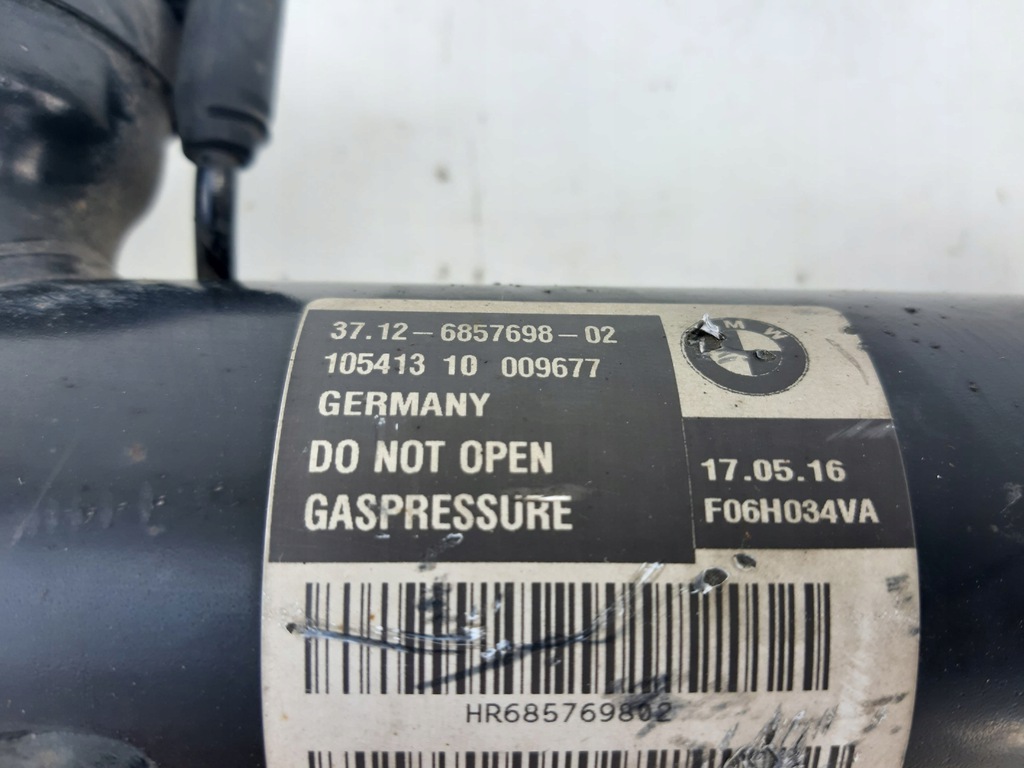 37.12-6857698-02
105413 10 009677
GERMANY
DO NOT OPEN
GASPRESSURE
BMW
17.05.16
F06H034VA
HR685769802